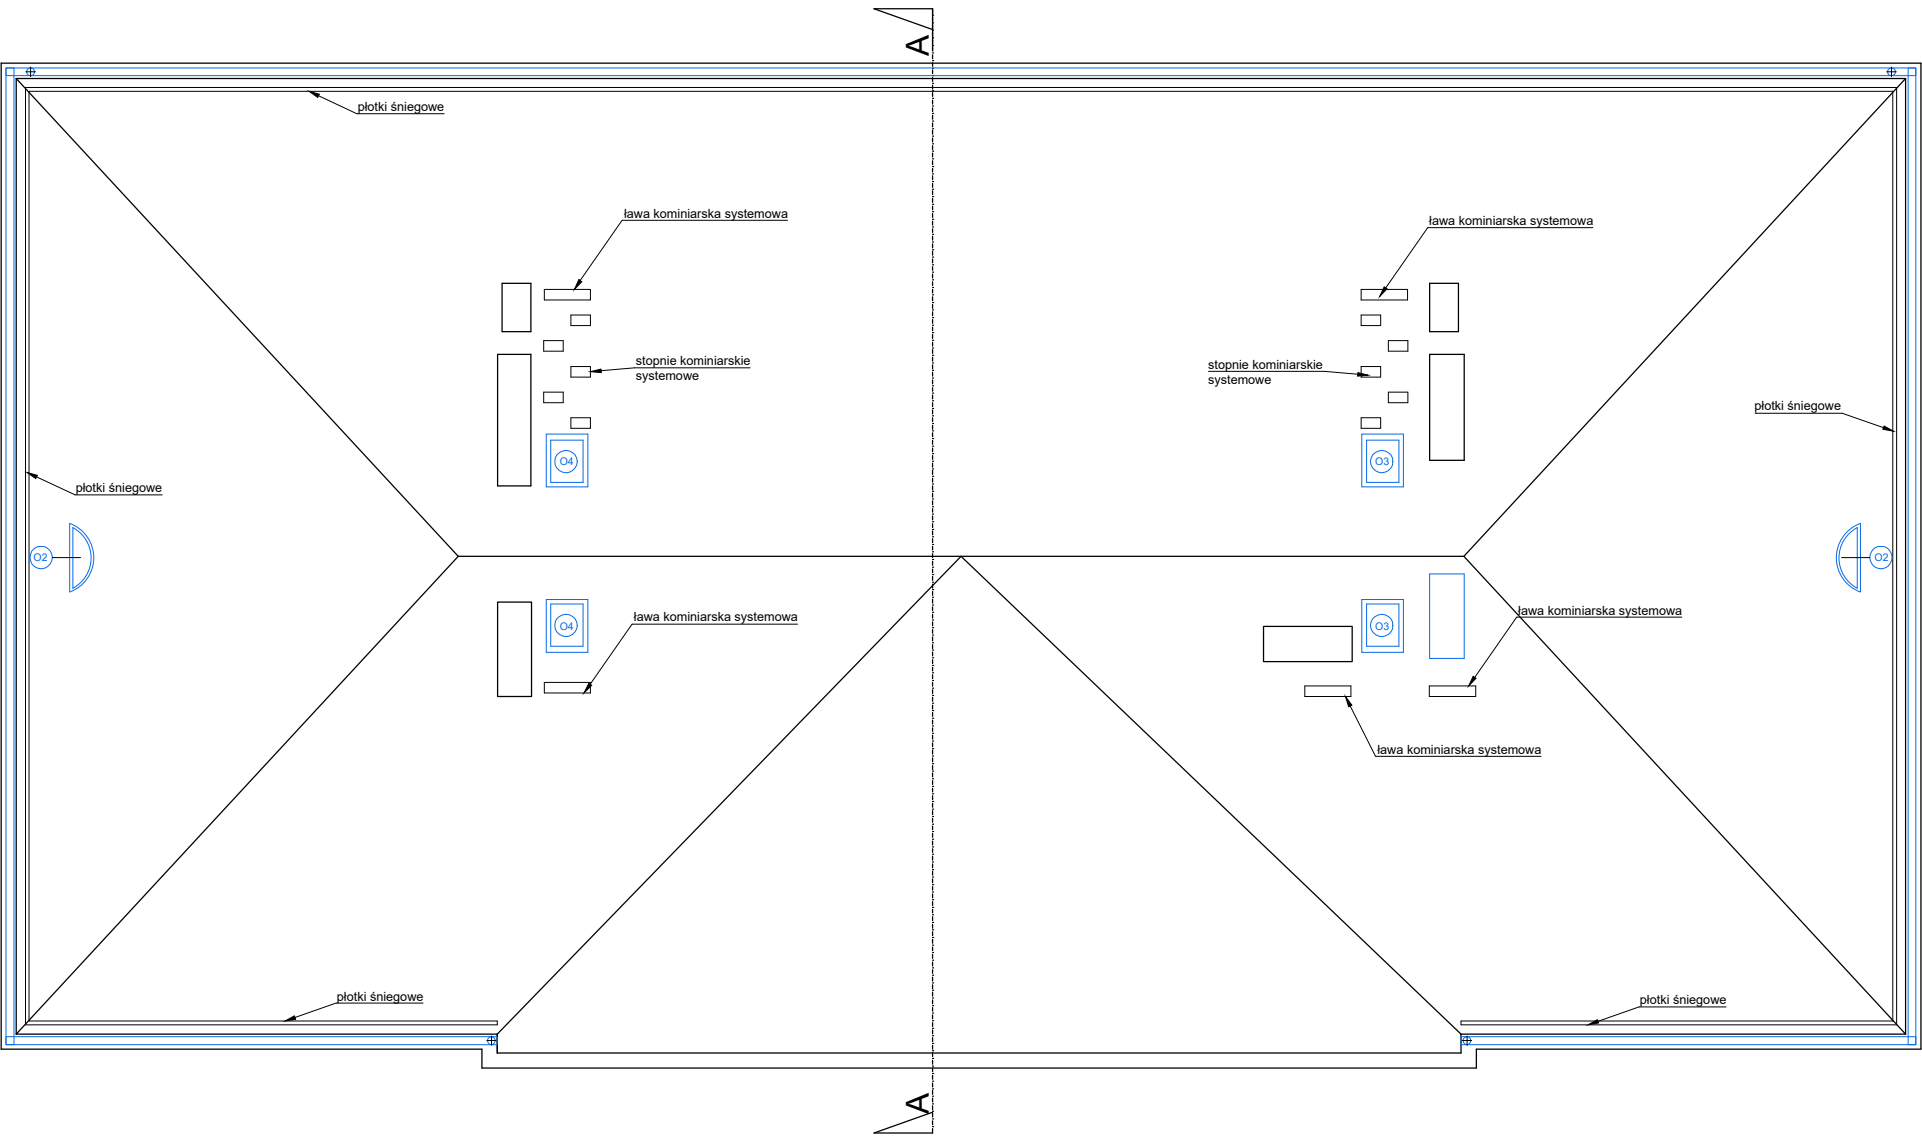 A
płotki śniegowe
ława kominiarska systemowa
ława kominiarska systemowa
stopnie kominiarskie
systemowe
stopnie kominiarskie
systemowe
płotki śniegowe
O4
O3
płotki śniegowe
O2
O2
ława kominiarska systemowa
ława kominiarska systemowa
O4
O3
ława kominiarska systemowa
płotki śniegowe
płotki śniegowe
A